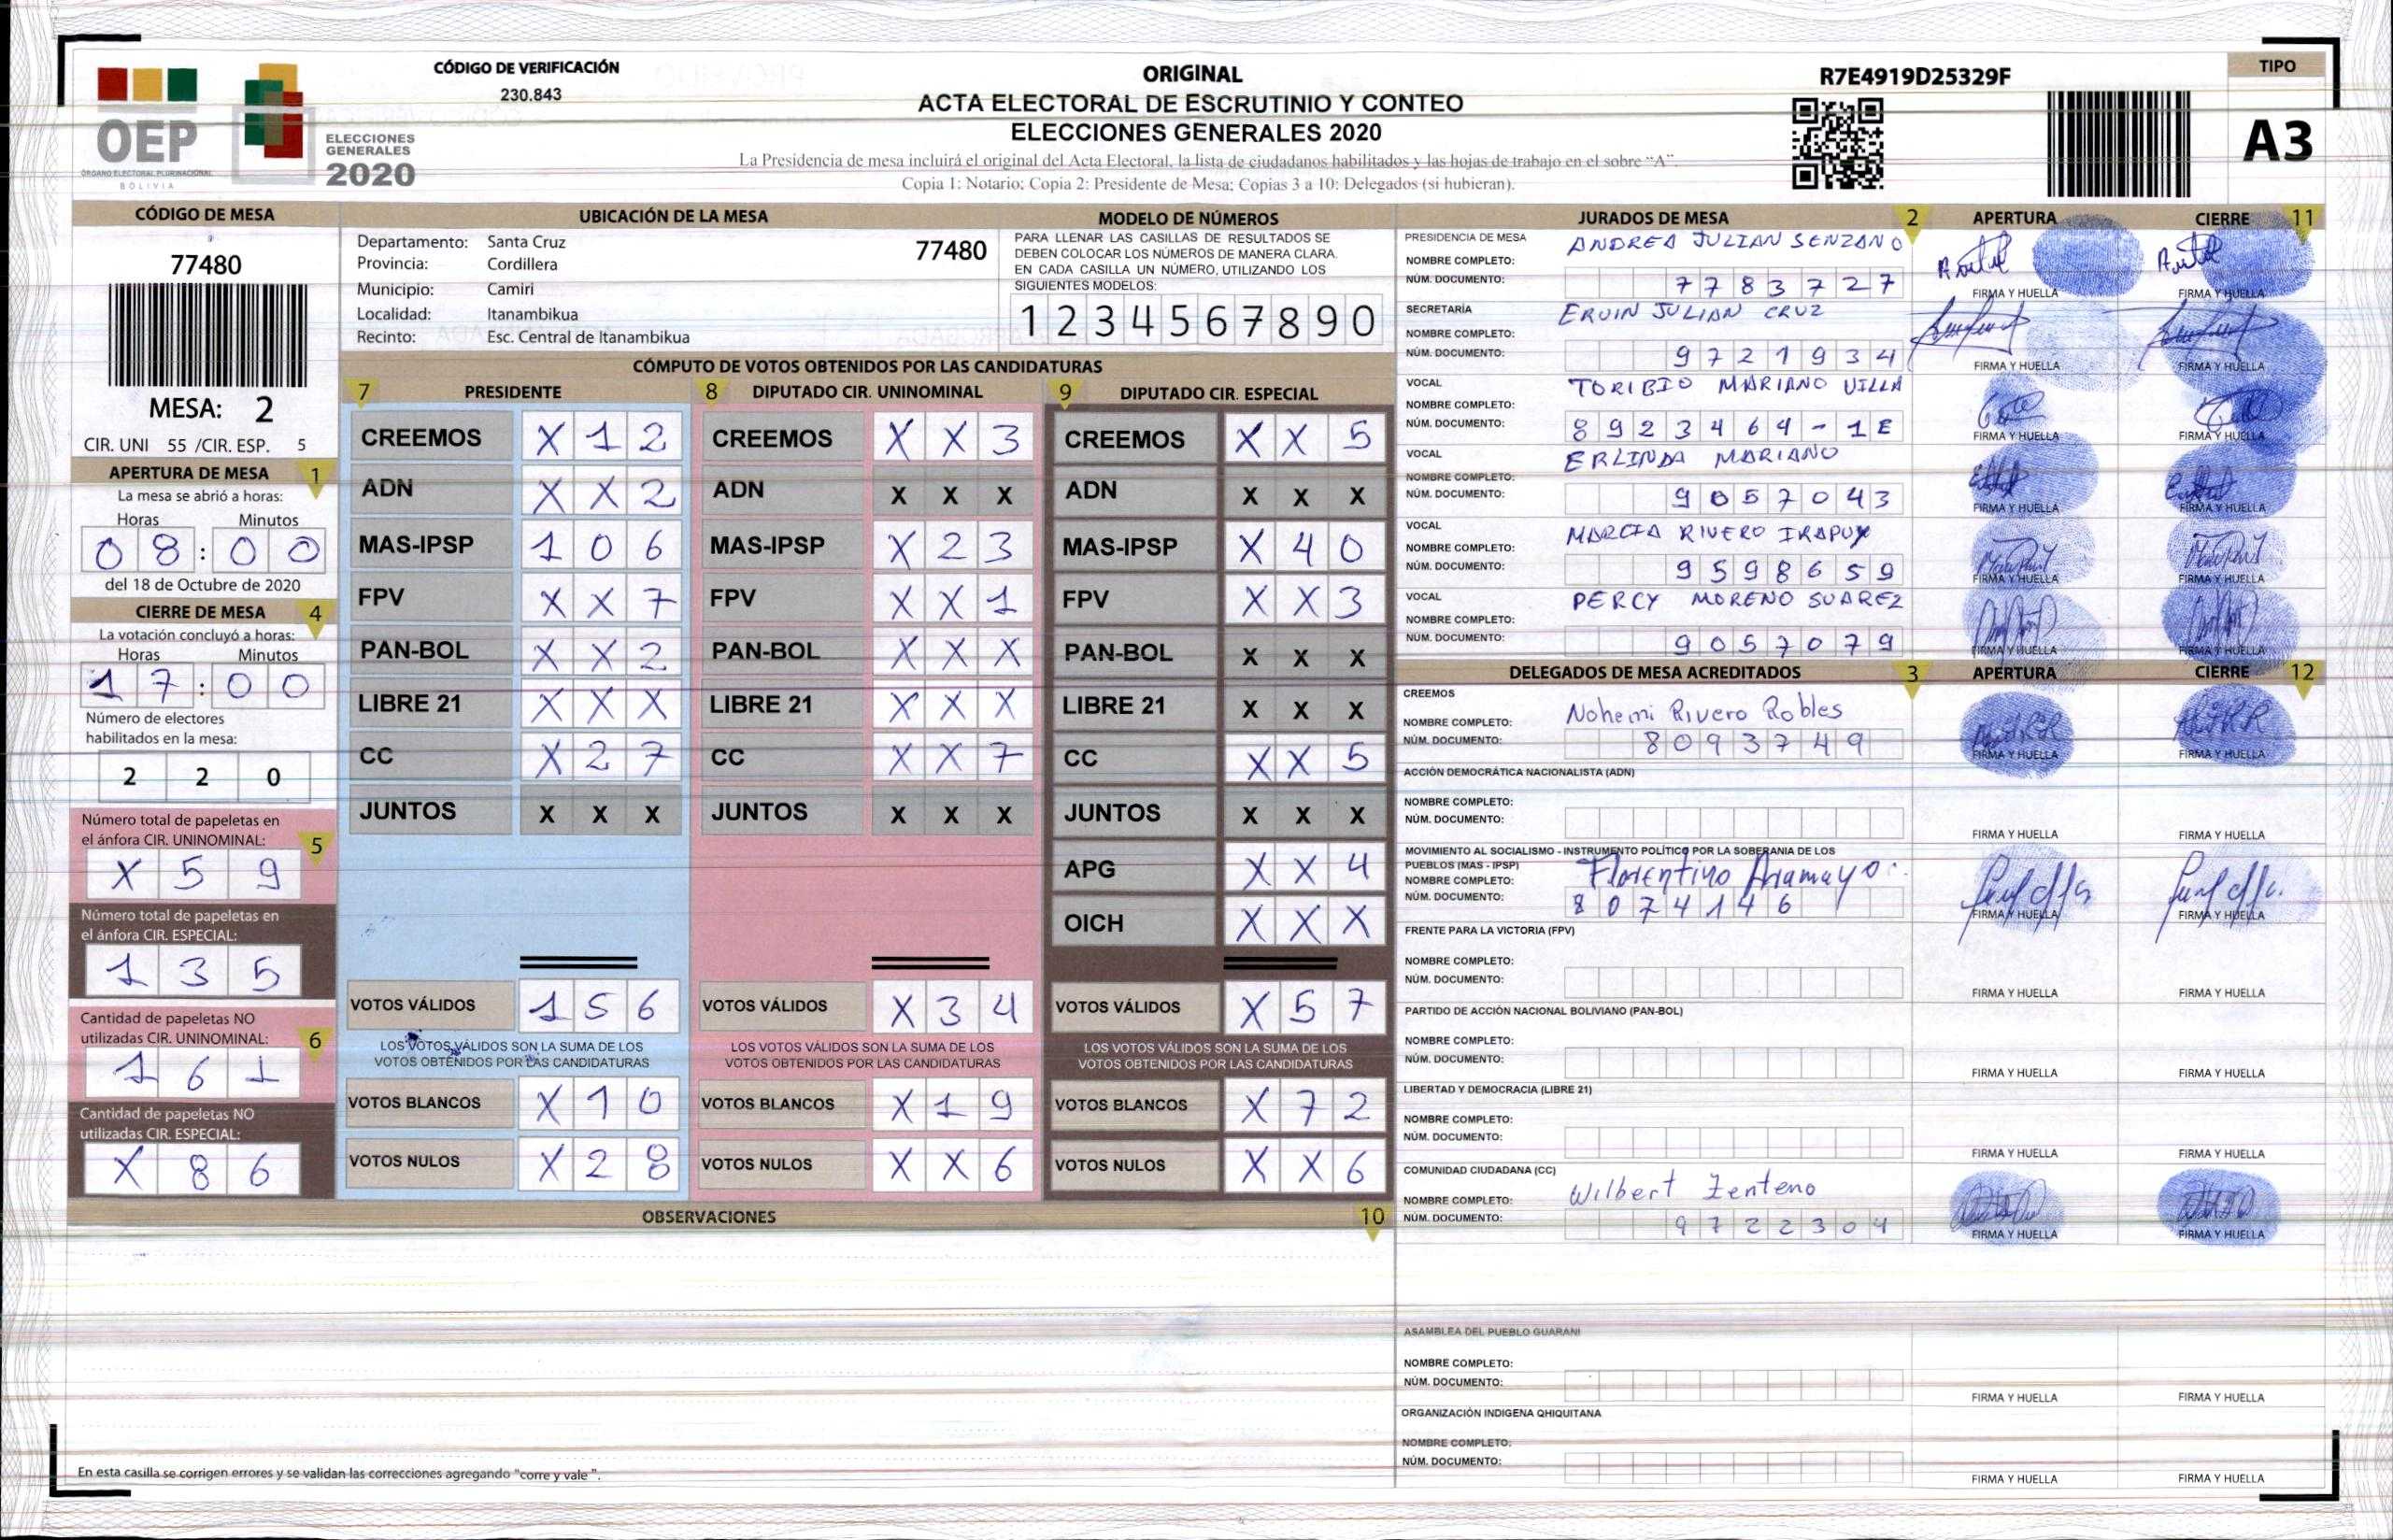 CÓDIGO DE VERIFICACIÓN
230.843
OEP
ÓRGANO ELECTORAL PLURINACIONAL
BOLIVIA
ELECCIONES
GENERALES
2020
ORIGINAL
ACTA ELECTORAL DE ESCRUTINIO Y CONTEO
ELECCIONES GENERALES 2020
La Presidencia de mesa incluirá el original del Acta Electoral, la lista de ciudadanos habilitados y las hojas de trabajo en el sobre "A".
Copia 1: Notario; Copia 2: Presidente de Mesa; Copias 3 a 10: Delegados (si hubieran).
R7E4919D25329F
TIPO
A3
CÓDIGO DE MESA
77480
MESA: 2
CIR. UNI 55 /CIR. ESP. 5
APERTURA DE MESA 1
La mesa se abrió a horas:
Horas Minutos
0 8 : 0 0
del 18 de Octubre de 2020
CIERRE DE MESA 4
La votación concluyó a horas:
Horas Minutos
1 7 : 0 0
Número de electores
habilitados en la mesa:
2 2 0
Número total de papeletas en
el ánfora CIR. UNINOMINAL: 5
X 5 9
Número total de papeletas en
el ánfora CIR. ESPECIAL:
1 3 5
Cantidad de papeletas NO
utilizadas CIR. UNINOMINAL: 6
1 6 1
Cantidad de papeletas NO
utilizadas CIR. ESPECIAL:
X 8 6
UBICACIÓN DE LA MESA
Departamento: Santa Cruz 77480
Provincia: Cordillera
Municipio: Camiri
Localidad: Itanambikua
Recinto: Esc. Central de Itanambikua
MODELO DE NÚMEROS
PARA LLENAR LAS CASILLAS DE RESULTADOS SE
DEBEN COLOCAR LOS NÚMEROS DE MANERA CLARA.
EN CADA CASILLA UN NÚMERO, UTILIZANDO LOS
SIGUIENTES MODELOS:
1 2 3 4 5 6 7 8 9 0
CÓMPUTO DE VOTOS OBTENIDOS POR LAS CANDIDATURAS
7 PRESIDENTE
CREEMOS X 1 2
ADN X X 2
MAS-IPSP 1 0 6
FPV X X 7
PAN-BOL X X 2
LIBRE 21 X X X
CC X 2 7
JUNTOS X X X
VOTOS VÁLIDOS 1 5 6
LOS VOTOS VÁLIDOS SON LA SUMA DE LOS
VOTOS OBTENIDOS POR LAS CANDIDATURAS
VOTOS BLANCOS X 1 0
VOTOS NULOS X 2 8
8 DIPUTADO CIR. UNINOMINAL
CREEMOS X X 3
ADN X X X
MAS-IPSP X 2 3
FPV X X 1
PAN-BOL X X X
LIBRE 21 X X X
CC X X 7
JUNTOS X X X
VOTOS VÁLIDOS X 3 4
LOS VOTOS VÁLIDOS SON LA SUMA DE LOS
VOTOS OBTENIDOS POR LAS CANDIDATURAS
VOTOS BLANCOS X 1 9
VOTOS NULOS X X 6
9 DIPUTADO CIR. ESPECIAL
CREEMOS X X 5
ADN X X X
MAS-IPSP X 4 0
FPV X X 3
PAN-BOL X X X
LIBRE 21 X X X
CC X X 5
JUNTOS X X X
APG X X 4
OICH X X X
VOTOS VÁLIDOS X 5 7
LOS VOTOS VÁLIDOS SON LA SUMA DE LOS
VOTOS OBTENIDOS POR LAS CANDIDATURAS
VOTOS BLANCOS X 7 2
VOTOS NULOS X X 6
OBSERVACIONES 10
En esta casilla se corrigen errores y se validan las correcciones agregando "corre y vale ".
JURADOS DE MESA 2 APERTURA CIERRE 11
PRESIDENCIA DE MESA
NOMBRE COMPLETO: ANDREA JULIAN SENZANO
NÚM. DOCUMENTO: 7 7 8 3 7 2 7
FIRMA Y HUELLA FIRMA Y HUELLA
SECRETARÍA
NOMBRE COMPLETO: ERVIN JULIAN CRUZ
NÚM. DOCUMENTO: 9 7 2 1 9 3 4
FIRMA Y HUELLA FIRMA Y HUELLA
VOCAL
NOMBRE COMPLETO: TORIBIO MARIANO VILLA
NÚM. DOCUMENTO: 8 9 2 3 4 6 4 - 1 E
FIRMA Y HUELLA FIRMA Y HUELLA
VOCAL
NOMBRE COMPLETO: ERLINDA MARIANO
NÚM. DOCUMENTO: 9 0 5 7 0 4 3
FIRMA Y HUELLA FIRMA Y HUELLA
VOCAL
NOMBRE COMPLETO: MARCIA RIVERO IRAPUY
NÚM. DOCUMENTO: 9 5 9 8 6 5 9
FIRMA Y HUELLA FIRMA Y HUELLA
VOCAL
NOMBRE COMPLETO: PERCY MORENO SUAREZ
NÚM. DOCUMENTO: 9 0 5 7 0 7 9
FIRMA Y HUELLA FIRMA Y HUELLA
DELEGADOS DE MESA ACREDITADOS 3 APERTURA CIERRE 12
CREEMOS
NOMBRE COMPLETO: Nohemi Rivero Robles
NÚM. DOCUMENTO: 8 0 9 3 7 4 9
FIRMA Y HUELLA FIRMA Y HUELLA
ACCIÓN DEMOCRÁTICA NACIONALISTA (ADN)
NOMBRE COMPLETO:
NÚM. DOCUMENTO:
FIRMA Y HUELLA FIRMA Y HUELLA
MOVIMIENTO AL SOCIALISMO - INSTRUMENTO POLÍTICO POR LA SOBERANIA DE LOS
PUEBLOS (MAS - IPSP)
NOMBRE COMPLETO: Florentino Aramayo
NÚM. DOCUMENTO: 8 0 7 4 1 4 6
FIRMA Y HUELLA FIRMA Y HUELLA
FRENTE PARA LA VICTORIA (FPV)
NOMBRE COMPLETO:
NÚM. DOCUMENTO:
FIRMA Y HUELLA FIRMA Y HUELLA
PARTIDO DE ACCIÓN NACIONAL BOLIVIANO (PAN-BOL)
NOMBRE COMPLETO:
NÚM. DOCUMENTO:
FIRMA Y HUELLA FIRMA Y HUELLA
LIBERTAD Y DEMOCRACIA (LIBRE 21)
NOMBRE COMPLETO:
NÚM. DOCUMENTO:
FIRMA Y HUELLA FIRMA Y HUELLA
COMUNIDAD CIUDADANA (CC)
NOMBRE COMPLETO: Wilbert Zenteno
NÚM. DOCUMENTO: 9 7 2 2 3 0 4
FIRMA Y HUELLA FIRMA Y HUELLA
ASAMBLEA DEL PUEBLO GUARANI
NOMBRE COMPLETO:
NÚM. DOCUMENTO:
FIRMA Y HUELLA FIRMA Y HUELLA
ORGANIZACIÓN INDIGENA QHIQUITANA
NOMBRE COMPLETO:
NÚM. DOCUMENTO:
FIRMA Y HUELLA FIRMA Y HUELLA